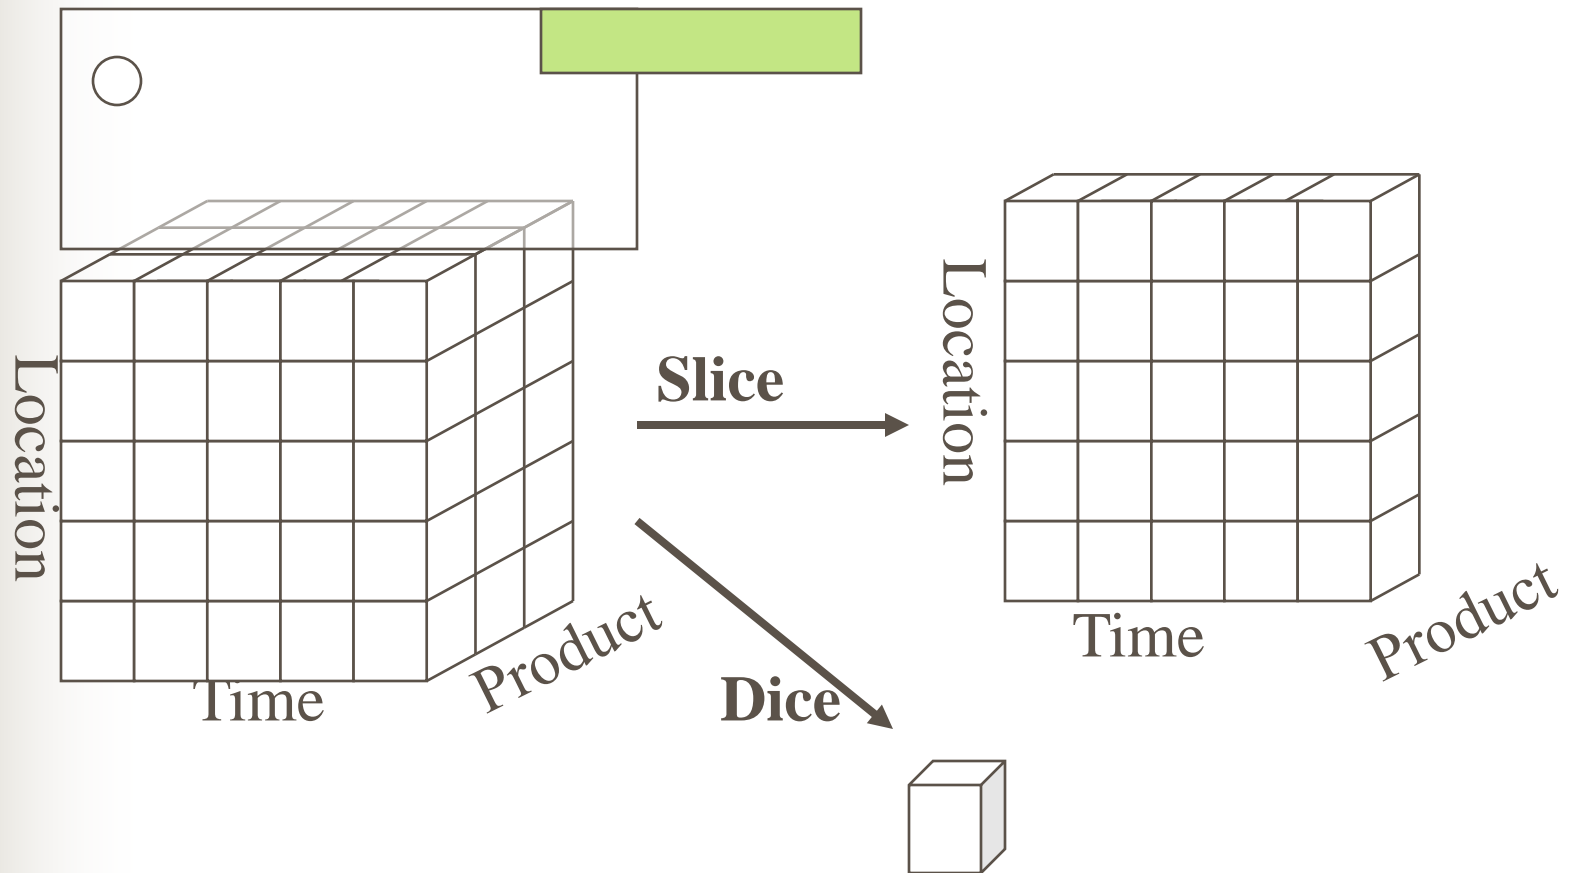 Location
Time
Product
Slice
Dice
Location
Time
Product